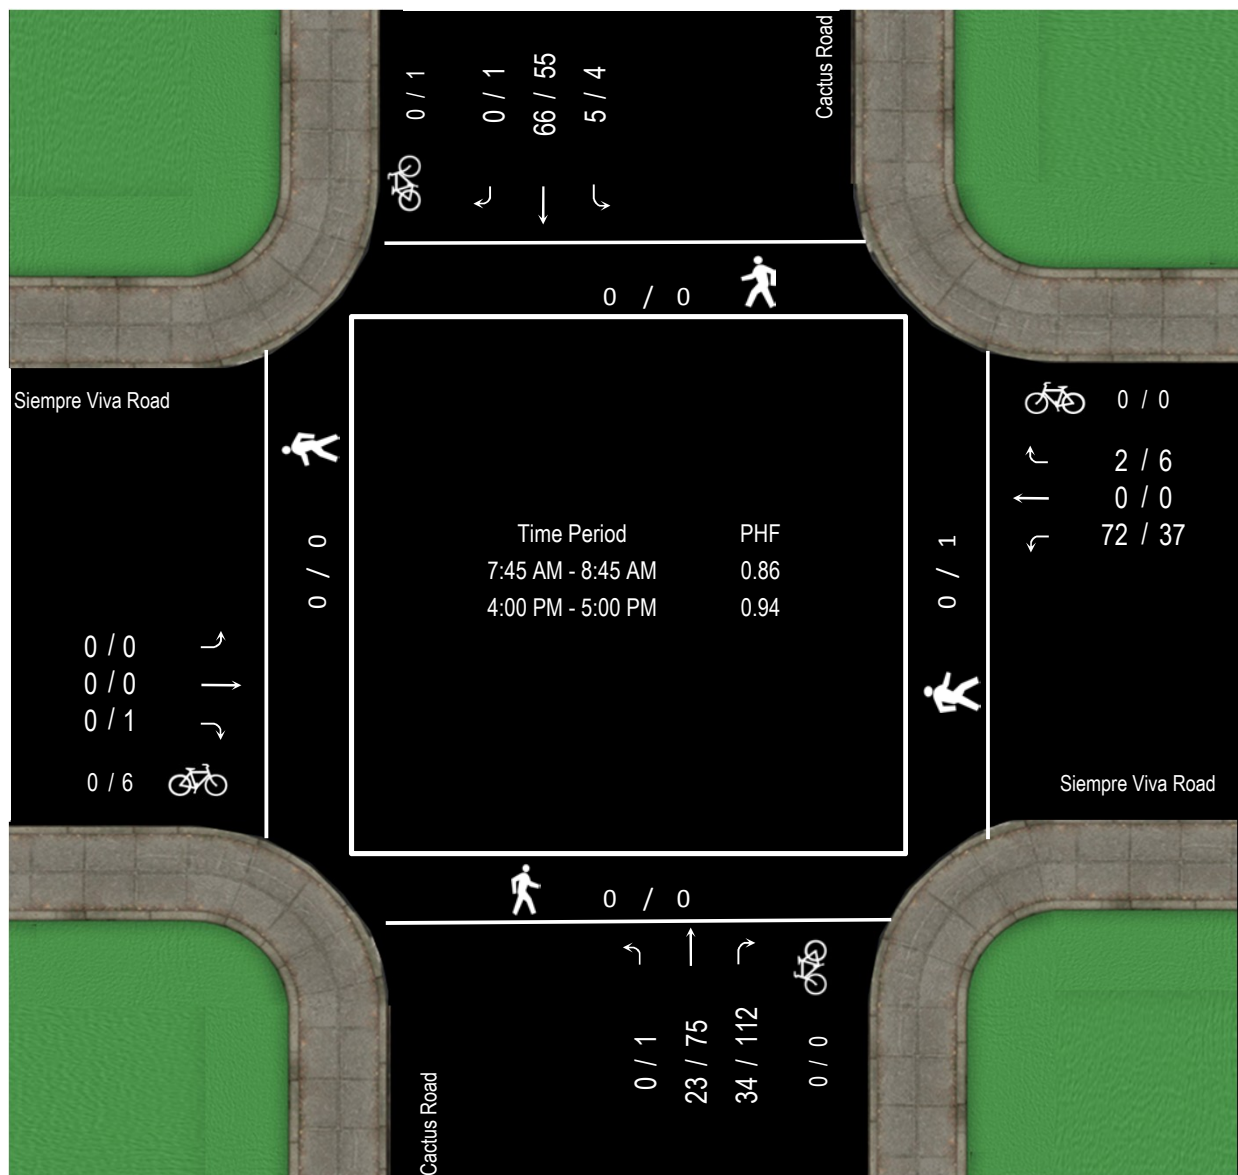 Cactus Road
0 / 1
0 / 1
66 / 55
5 / 4
0 / 0
Siempre Viva Road
0 / 0
2 / 6
0 / 0
72 / 37
Time Period PHF
7:45 AM - 8:45 AM 0.86
4:00 PM - 5:00 PM 0.94
0 / 0
0 / 1
0 / 0
0 / 0
0 / 1
0 / 6
Siempre Viva Road
0 / 0
0 / 1
23 / 75
34 / 112
0 / 0
Cactus Road